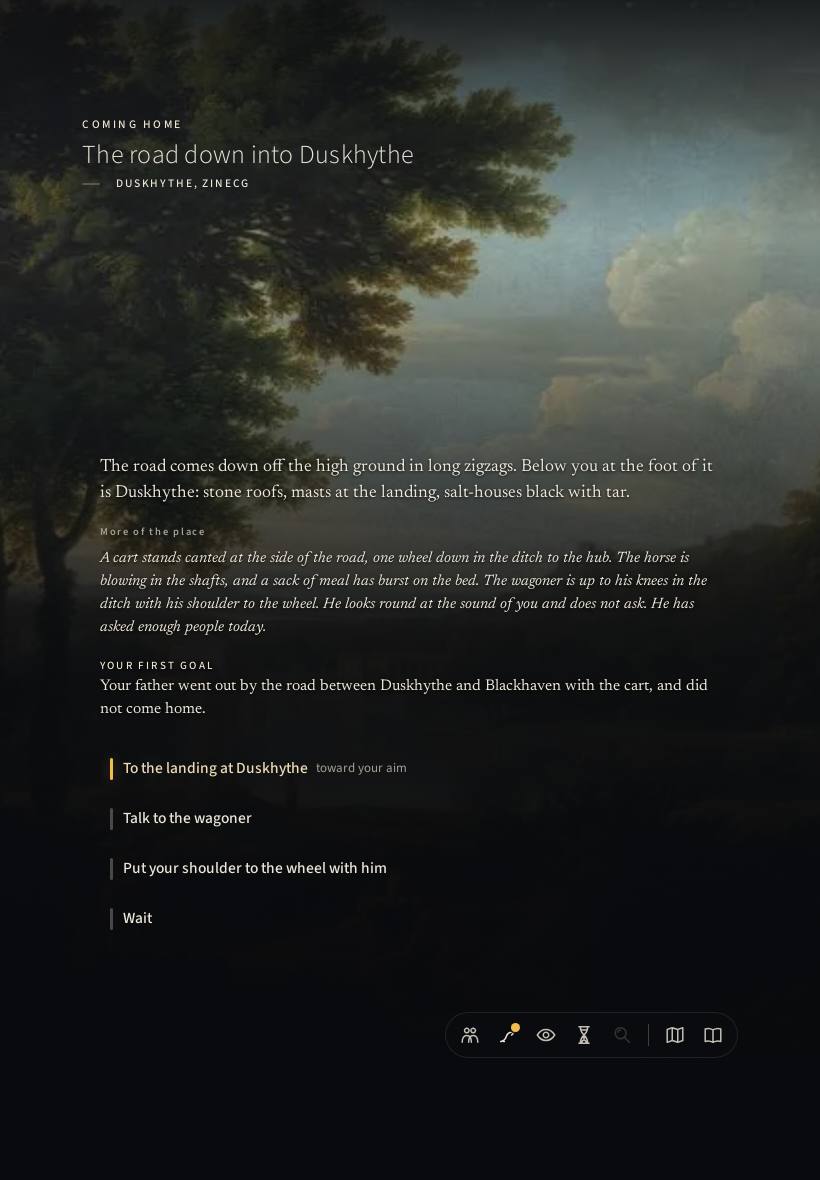 COMING HOME
The road down into Duskhythe
DUSKHYTHE, ZINECG
The road comes down off the high ground in long zigzags. Below you at the foot of it
is Duskhythe: stone roofs, masts at the landing, salt-houses black with tar.
More of the place
A cart stands canted at the side of the road, one wheel down in the ditch to the hub. The horse is
blowing in the shafts, and a sack of meal has burst on the bed. The wagoner is up to his knees in the
ditch with his shoulder to the wheel. He looks round at the sound of you and does not ask. He has
asked enough people today.
YOUR FIRST GOAL
Your father went out by the road between Duskhythe and Blackhaven with the cart, and did
not come home.
To the landing at Duskhythe toward your aim
Talk to the wagoner
Put your shoulder to the wheel with him
Wait